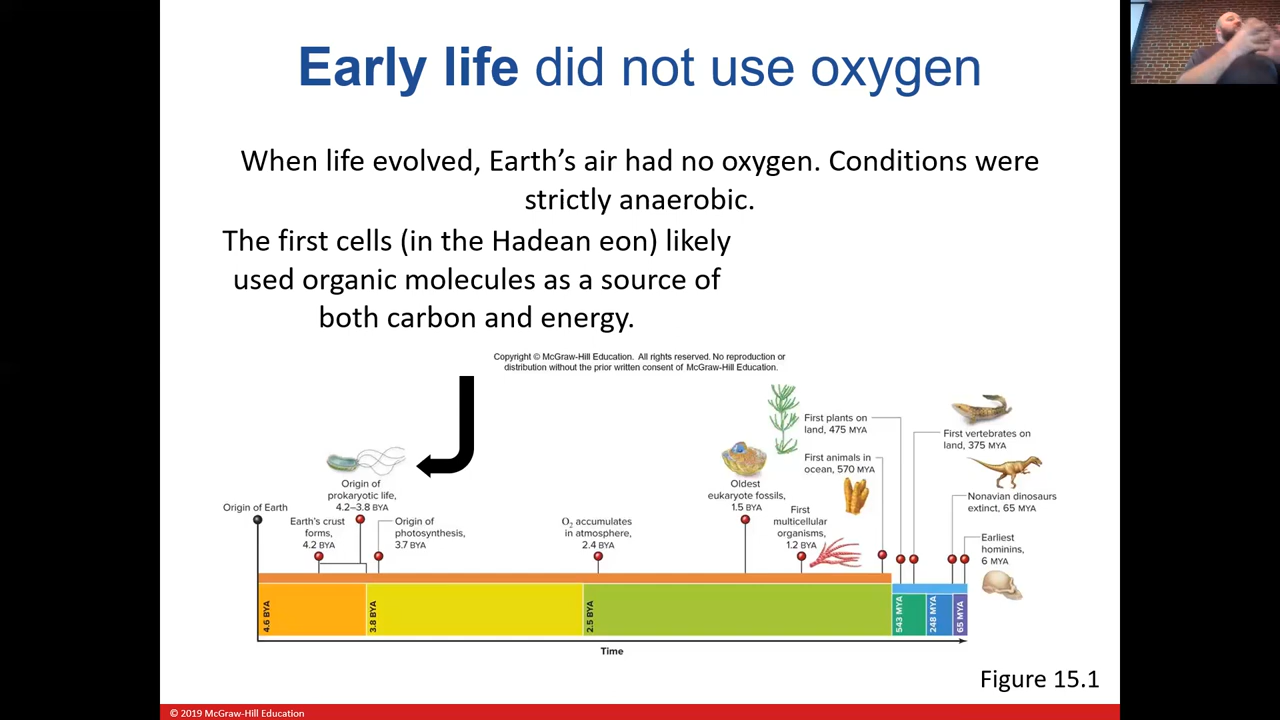 Early life did not use oxygen
When life evolved, Earth’s air had no oxygen. Conditions were
strictly anaerobic.
The first cells (in the Hadean eon) likely
used organic molecules as a source of
both carbon and energy.
Copyright © McGraw-Hill Education. All rights reserved. No reproduction or
distribution without the prior written consent of McGraw-Hill Education.
Origin of Earth
Earth’s crust
forms,
4.2 BYA
Origin of
prokaryotic life,
4.2–3.8 BYA
Origin of
photosynthesis,
3.7 BYA
O₂ accumulates
in atmosphere,
2.4 BYA
Oldest
eukaryote fossils,
1.5 BYA
First
multicellular
organisms,
1.2 BYA
First plants on
land, 475 MYA
First animals in
ocean, 570 MYA
First vertebrates on
land, 375 MYA
Nonavian dinosaurs
extinct, 65 MYA
Earliest
hominins,
6 MYA
4.6 BYA
3.8 BYA
2.5 BYA
543 MYA
248 MYA
65 MYA
Time
Figure 15.1
© 2019 McGraw-Hill Education